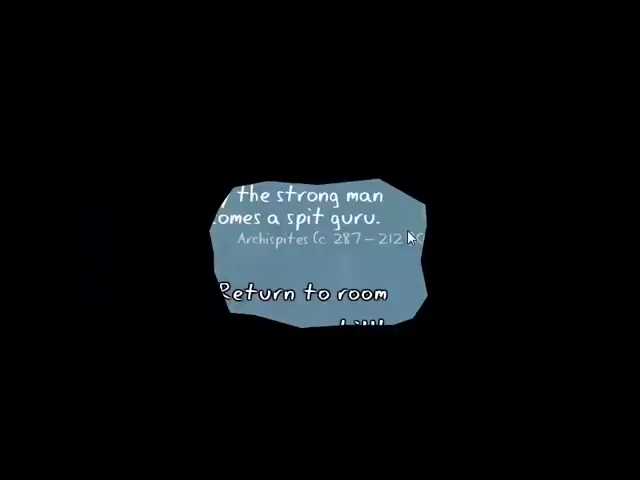 the strong man
omes a spit guru.
Archispites (c. 287 – 212
Return to room